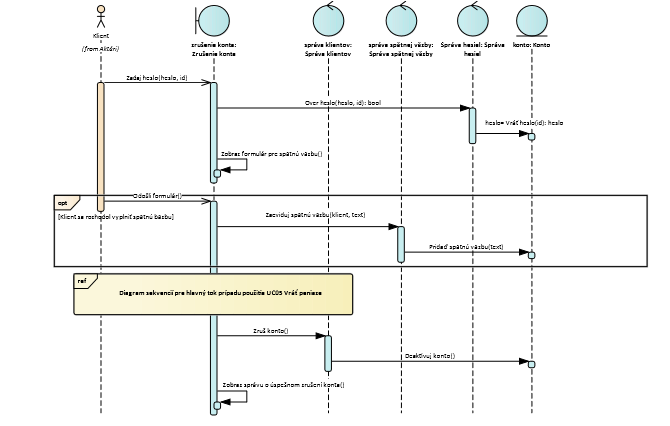 Klient
(from Aktéri)
zrušenie konta:
Zrušenie konta
správa klientov:
Správa klientov
správa spätnej väzby:
Správa spätnej väzby
Správa hesiel: Správa
hesiel
konto: Konto
Zadaj heslo(heslo, id)
Over heslo(heslo, id): bool
heslo= Vráť heslo(id): heslo
Zobraz formulár pre spätnú väzbu()
opt
Odošli formulár()
[Klient sa rozhodol vyplniť spätnú bäsbu]
Zaeviduj spätnú väzbu(klient, text)
Pridaď spätnú väzbu(text)
ref
Diagram sekvencií pre hlavný tok prípadu použitia UC05 Vráť peniaze
Zruš konto()
Deaktivuj konto()
Zobraz správu o úspešnom zrušení konta()